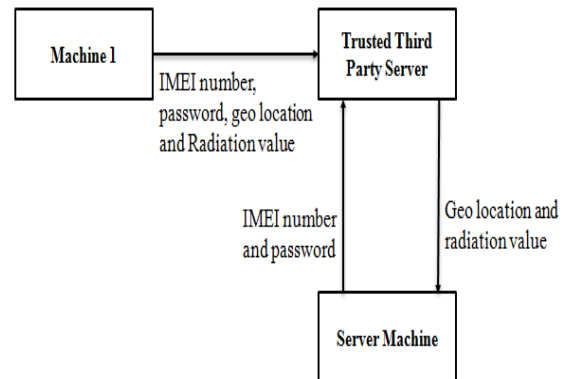 Machine 1
Trusted Third
Party Server
IMEI number,
password, geo location
and Radiation value
IMEI number
and password
Geo location and
radiation value
Server Machine